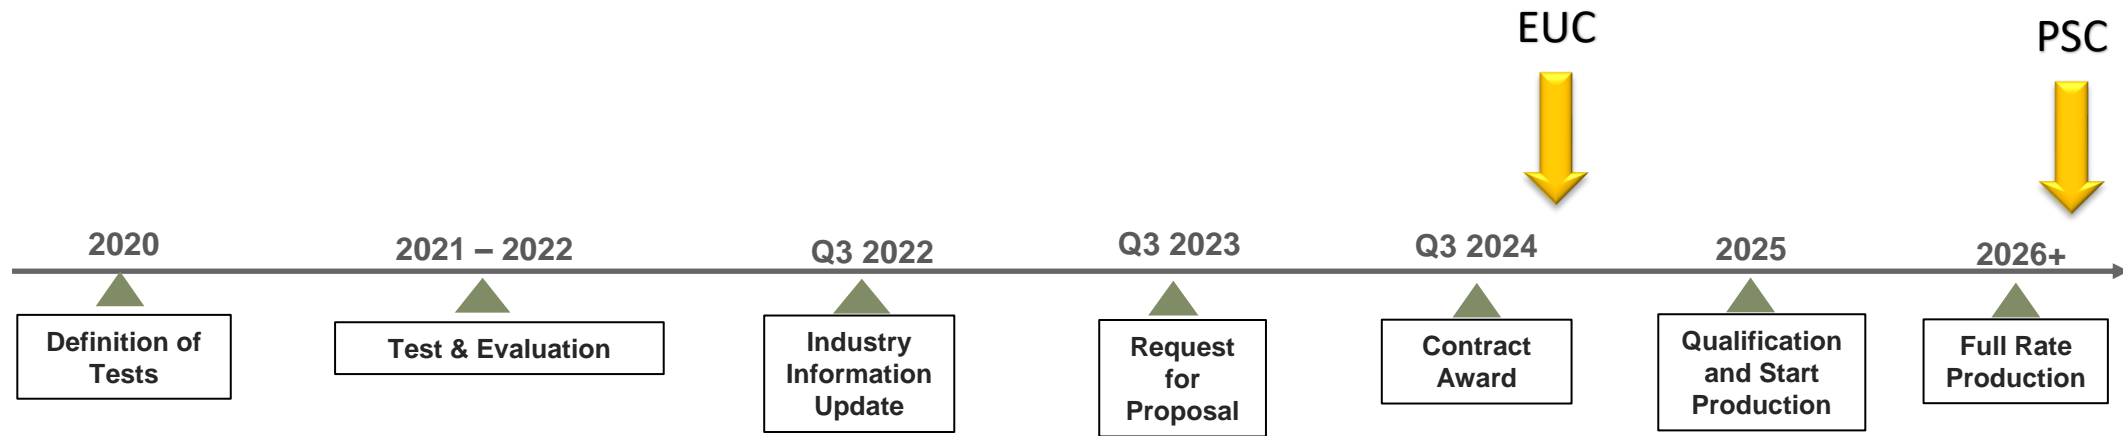 EUC
PSC
2020
2021 – 2022
Q3 2022
Q3 2023
Q3 2024
2025
2026+
Definition of
Tests
Test & Evaluation
Industry
Information
Update
Request
for
Proposal
Contract
Award
Qualification
and Start
Production
Full Rate
Production